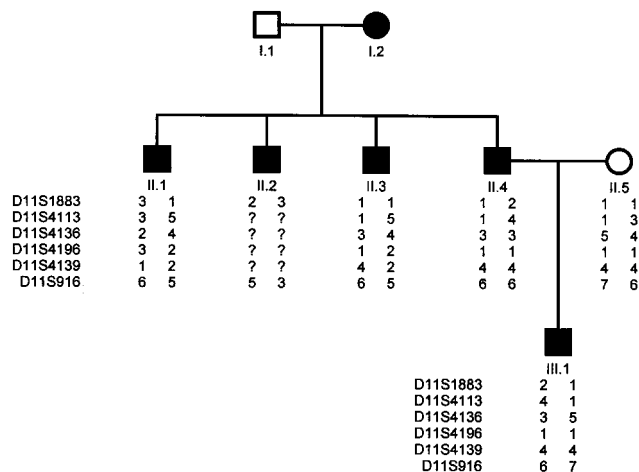 I.1 I.2
II.1 II.2 II.3 II.4 II.5
D11S1883 3 1 2 3 1 1 1 2 1 1
D11S4113 3 5 ? ? 1 5 1 4 1 3
D11S4136 2 4 ? ? 3 4 3 3 5 4
D11S4196 3 2 ? ? 1 2 1 1 1 1
D11S4139 1 2 ? ? 4 2 4 4 4 4
D11S916 6 5 5 3 6 5 6 6 7 6
III.1
D11S1883 2 1
D11S4113 4 1
D11S4136 3 5
D11S4196 1 1
D11S4139 4 4
D11S916 6 7